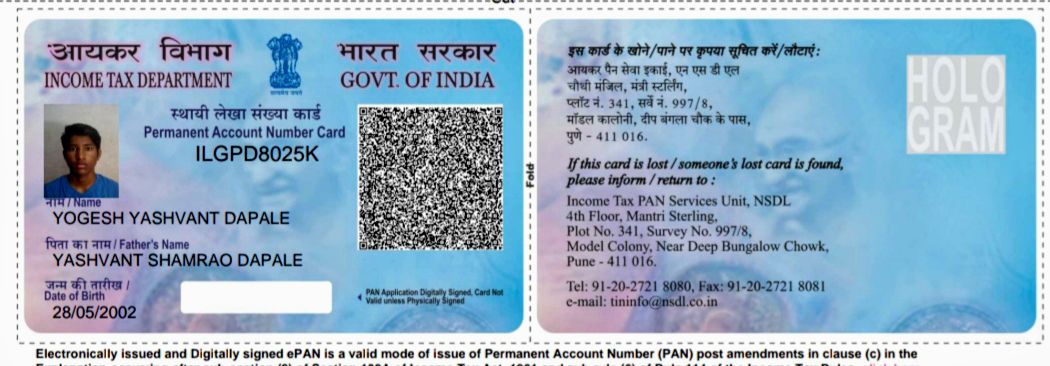 आयकर विभाग
INCOME TAX DEPARTMENT
सत्यमेव जयते
भारत सरकार
GOVT. OF INDIA
स्थायी लेखा संख्या कार्ड
Permanent Account Number Card
ILGPD8025K
नाम / Name
YOGESH YASHVANT DAPALE
पिता का नाम / Father's Name
YASHVANT SHAMRAO DAPALE
जन्म की तारीख /
Date of Birth
28/05/2002
PAN Application Digitally Signed, Card Not
Valid unless Physically Signed
Fold
इस कार्ड के खोने/पाने पर कृपया सूचित करें/लौटाएं :
आयकर पैन सेवा इकाई, एन एस डी एल
चौथी मंजिल, मंत्री स्टर्लिंग,
प्लॉट नं. 341, सर्वे नं. 997/8,
मॉडल कालोनी, दीप बंगला चौक के पास,
पुणे - 411 016.
HOLO
GRAM
If this card is lost / someone's lost card is found,
please inform / return to :
Income Tax PAN Services Unit, NSDL
4th Floor, Mantri Sterling,
Plot No. 341, Survey No. 997/8,
Model Colony, Near Deep Bungalow Chowk,
Pune - 411 016.
Tel: 91-20-2721 8080, Fax: 91-20-2721 8081
e-mail: tininfo@nsdl.co.in
Electronically issued and Digitally signed ePAN is a valid mode of issue of Permanent Account Number (PAN) post amendments in clause (c) in the